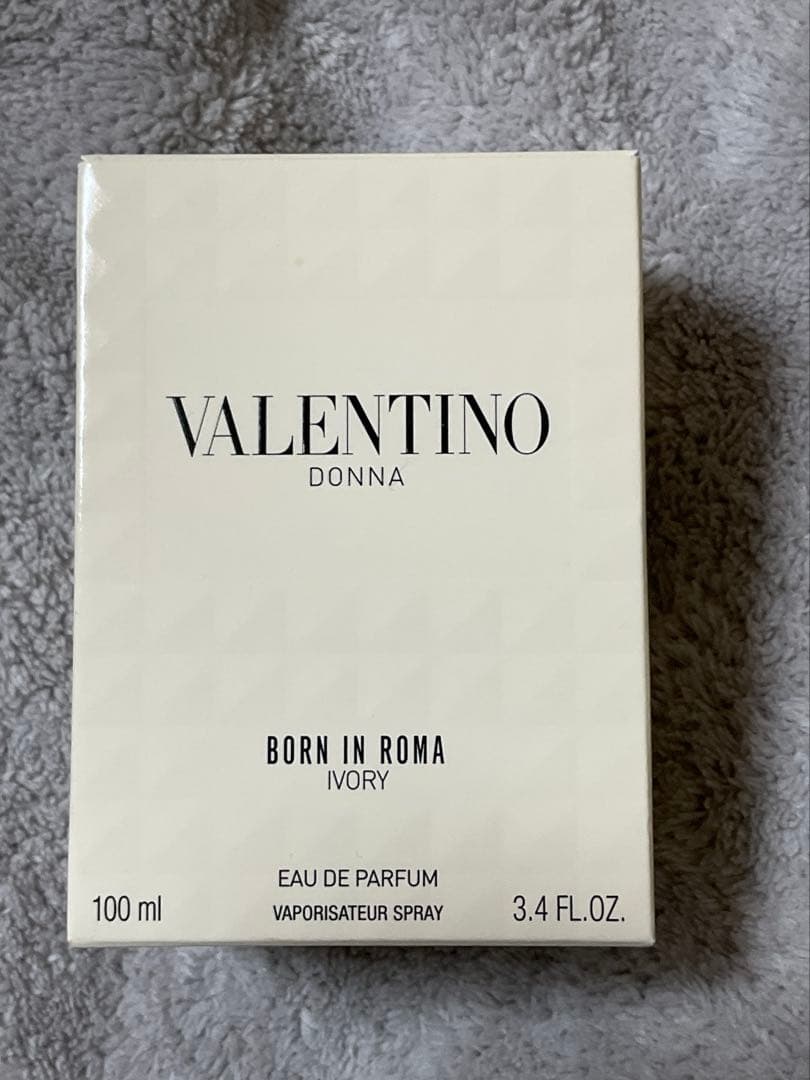 VALENTINO
DONNA
BORN IN ROMA
IVORY
EAU DE PARFUM
100 ml VAPORISATEUR SPRAY 3.4 FL.OZ.